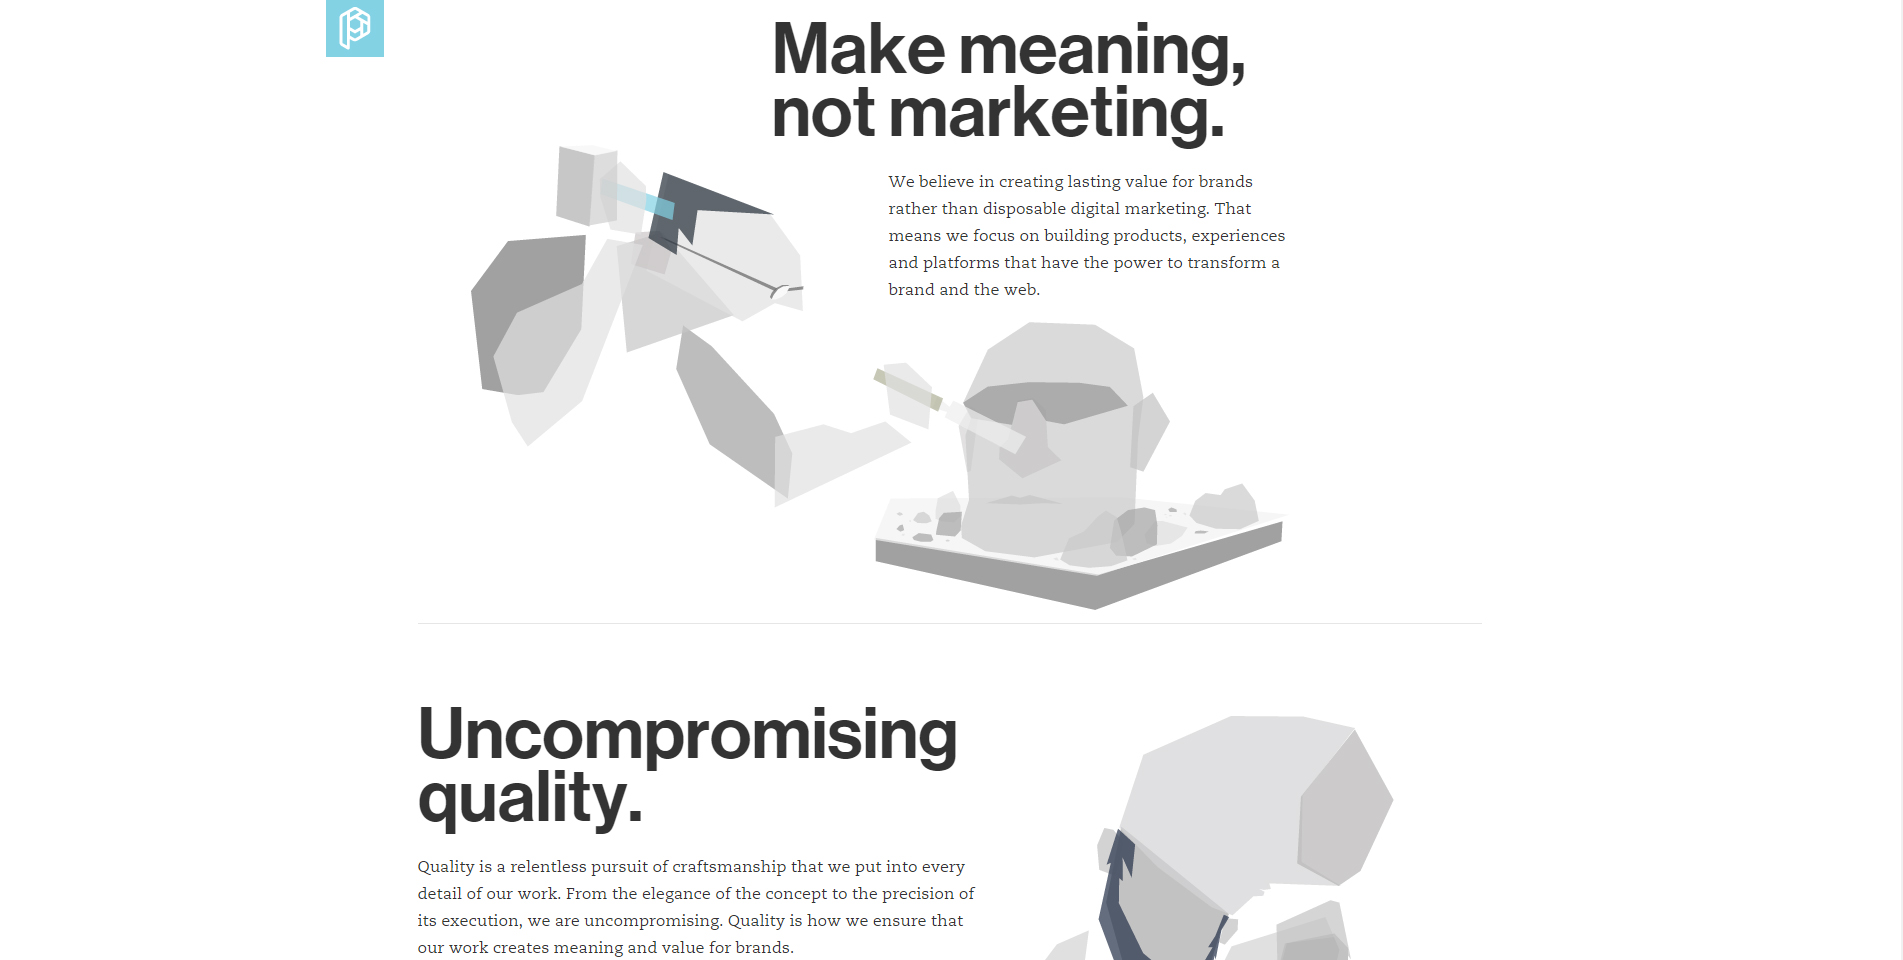 Make meaning,
not marketing.
We believe in creating lasting value for brands
rather than disposable digital marketing. That
means we focus on building products, experiences
and platforms that have the power to transform a
brand and the web.
Uncompromising
quality.
Quality is a relentless pursuit of craftsmanship that we put into every
detail of our work. From the elegance of the concept to the precision of
its execution, we are uncompromising. Quality is how we ensure that
our work creates meaning and value for brands.